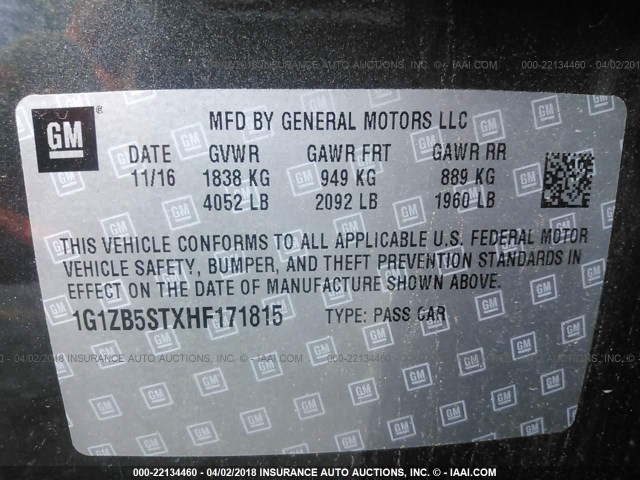 000-22134460 - 04/02/2018 INSURANCE AUTO AUCTIONS. - © IAAI.COM
GM
®
MFD BY GENERAL MOTORS LLC
DATE GVWR GAWR FRT GAWR RR
11/16 1838 KG 949 KG 889 KG
4052 LB 2092 LB 1960 LB
THIS VEHICLE CONFORMS TO ALL APPLICABLE U.S. FEDERAL MOTOR
VEHICLE SAFETY, BUMPER, AND THEFT PREVENTION STANDARDS IN
EFFECT ON THE DATE OF MANUFACTURE SHOWN ABOVE.
1G1ZB5STXHF171815 TYPE: PASS CAR
000-22134460 - 04/02/2018 INSURANCE AUTO AUCTIONS. - © IAAI.COM